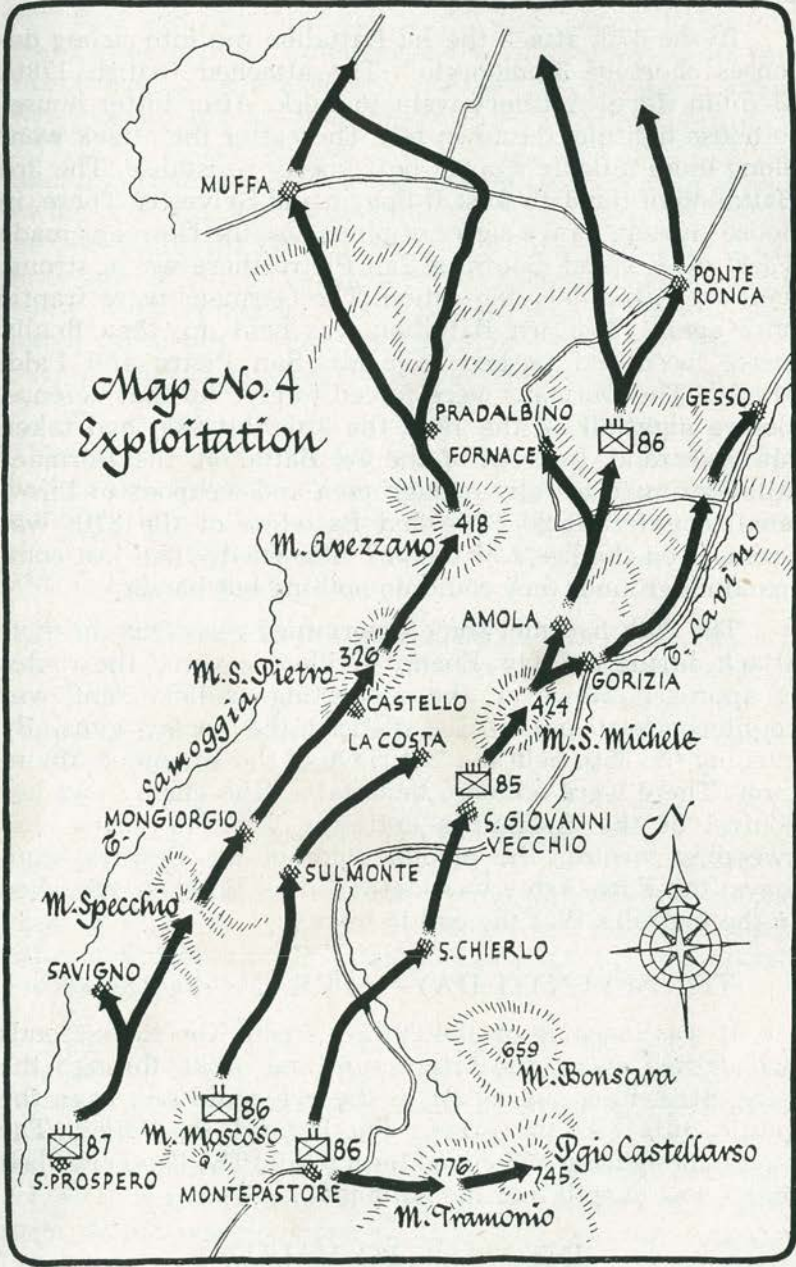 MUFFA
PONTE
RONCA
Map No. 4
Exploitation
GESSO
PRADALBINO
FORNACE
86
418
M. Avezzano
T. Lavino
AMOLA
326
M.S. Pietro
GORIZIA
CASTELLO
424
LA COSTA
M.S. Michele
T. Samoggia
85
MONGIORGIO
S. GIOVANNI
VECCHIO
N
SULMONTE
M. Specchio
S. CHIERLO
SAVIGNO
659
M. Bonsara
86
87
M. Moscoso
86
776
Pgio Castellarso
745
S. PROSPERO
MONTEPASTORE
M. Tramonio